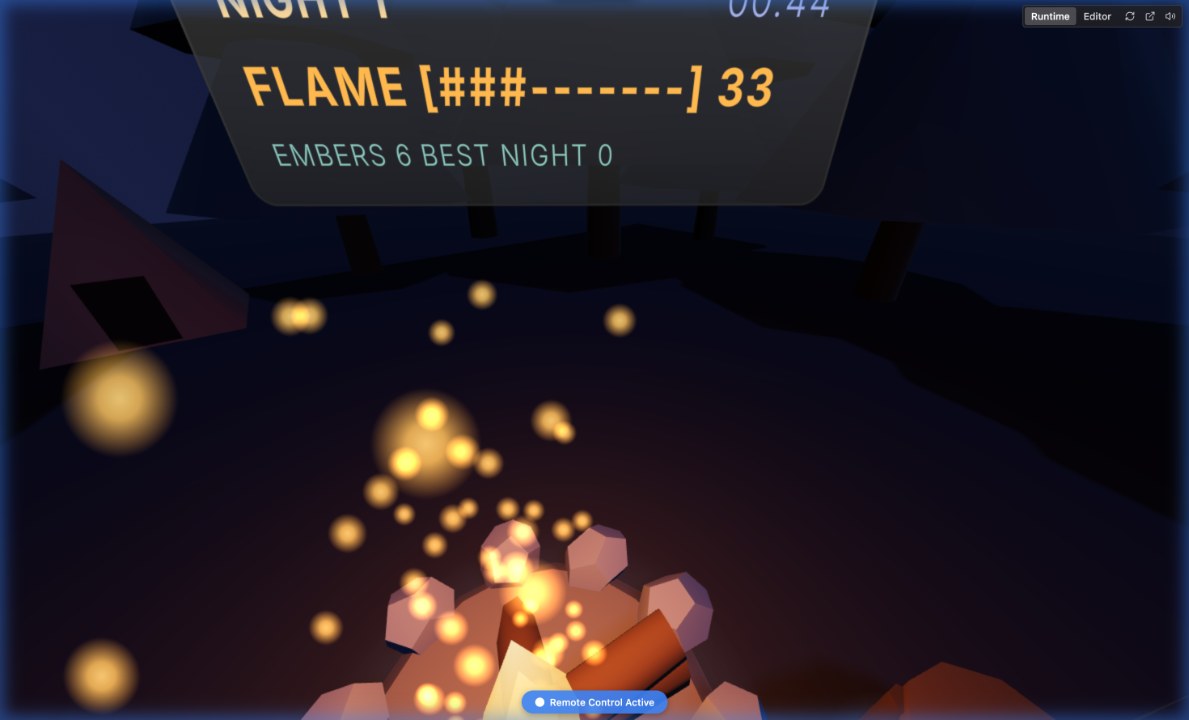 NIGHT 1
00:44
FLAME [###-------] 33
EMBERS 6 BEST NIGHT 0
Runtime
Editor
Remote Control Active